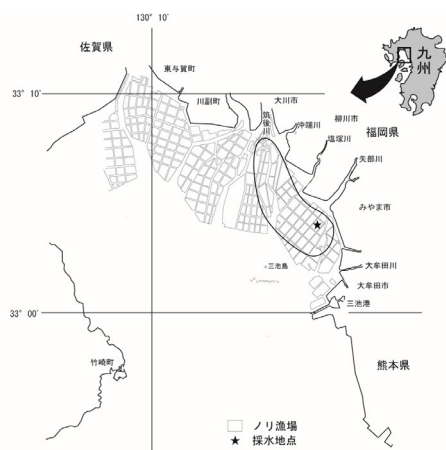 130° 10′
佐賀県
東与賀町
九州
33° 10′
川副町
大川市
筑後川
沖端川
柳川市
福岡県
塩塚川
矢部川
みやま市
三池島
大牟田川
大牟田市
33° 00′
三池港
竹崎町
熊本県
ノリ漁場
★ 採水地点